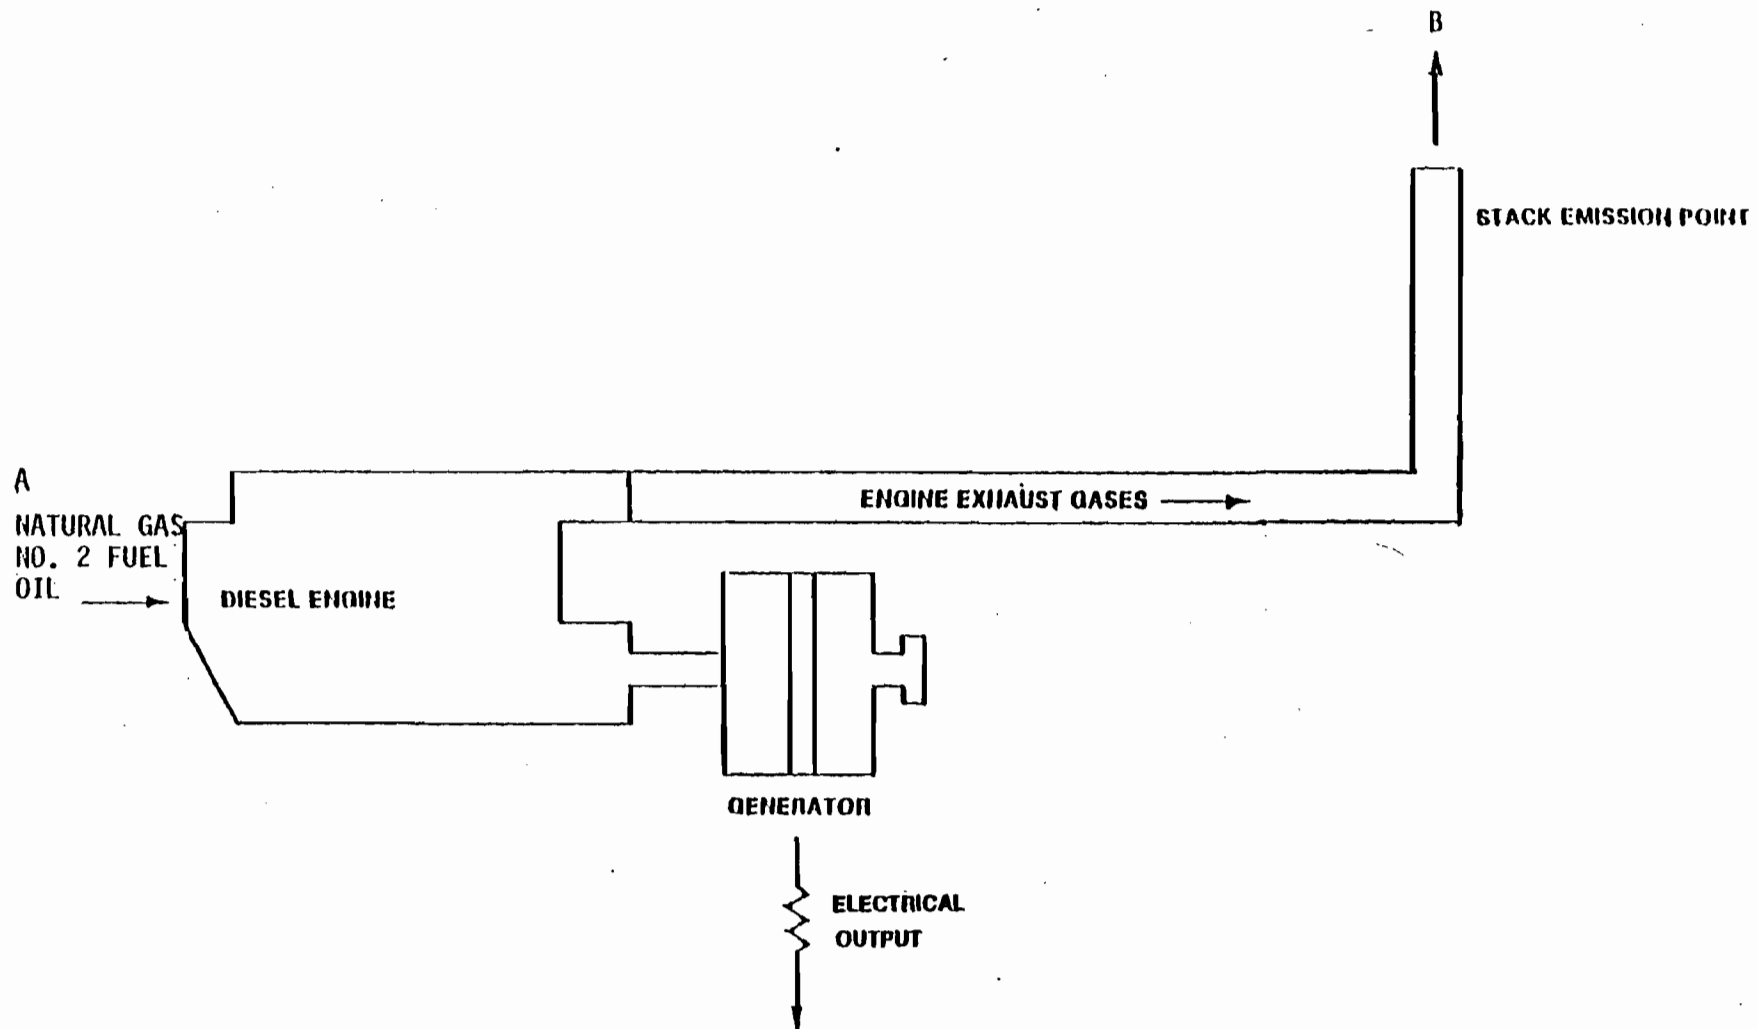 B
STACK EMISSION POINT
A
NATURAL GAS
NO. 2 FUEL
OIL
ENGINE EXHAUST GASES
DIESEL ENGINE
GENERATOR
ELECTRICAL
OUTPUT